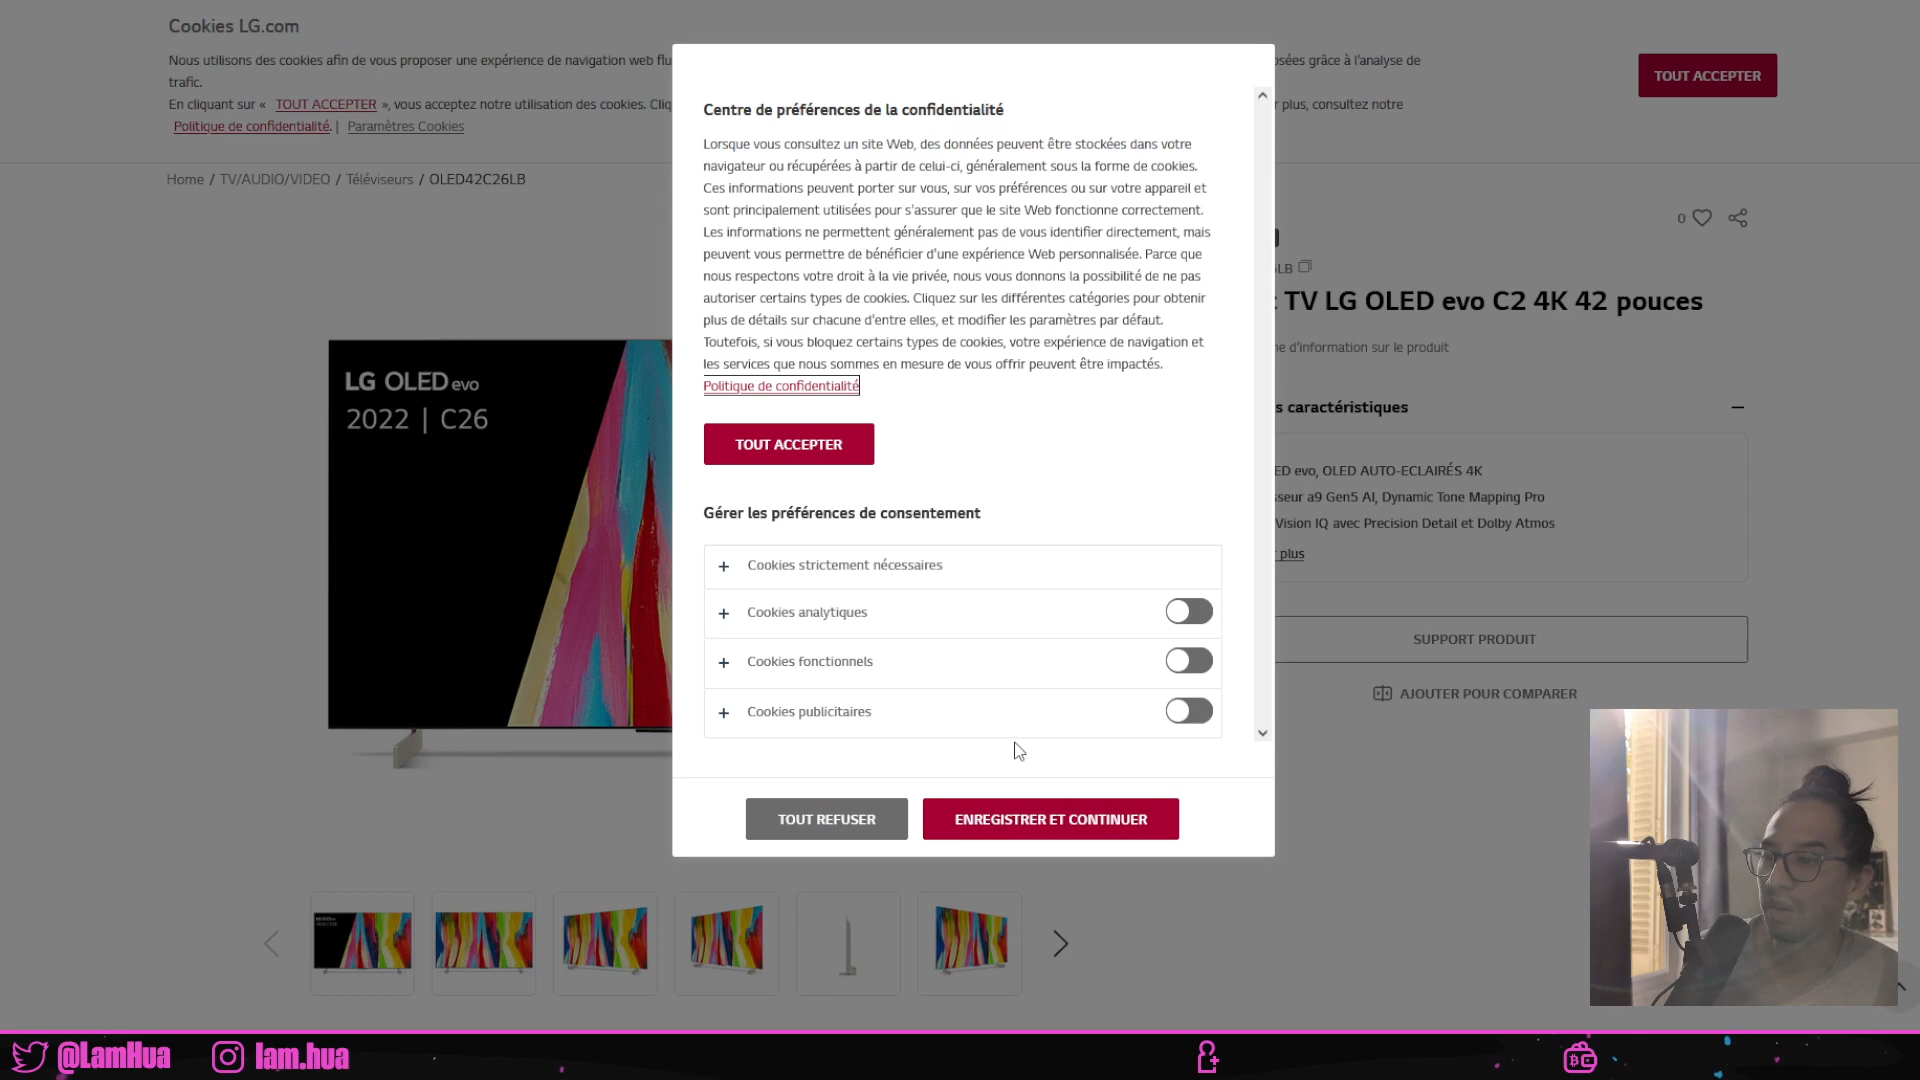 Cookies LG.com
Nous utilisons des cookies afin de vous proposer une expérience de navigation web flu
osées grâce à l'analyse de
trafic.
En cliquant sur « TOUT ACCEPTER », vous acceptez notre utilisation des cookies. Cliq
r plus, consultez notre
Politique de confidentialité. | Paramètres Cookies
TOUT ACCEPTER
Home / TV/AUDIO/VIDEO / Téléviseurs / OLED42C26LB
Centre de préférences de la confidentialité
Lorsque vous consultez un site Web, des données peuvent être stockées dans votre
navigateur ou récupérées à partir de celui-ci, généralement sous la forme de cookies.
Ces informations peuvent porter sur vous, sur vos préférences ou sur votre appareil et
sont principalement utilisées pour s'assurer que le site Web fonctionne correctement.
Les informations ne permettent généralement pas de vous identifier directement, mais
peuvent vous permettre de bénéficier d'une expérience Web personnalisée. Parce que
nous respectons votre droit à la vie privée, nous vous donnons la possibilité de ne pas
autoriser certains types de cookies. Cliquez sur les différentes catégories pour obtenir
plus de détails sur chacune d'entre elles, et modifier les paramètres par défaut.
Toutefois, si vous bloquez certains types de cookies, votre expérience de navigation et
les services que nous sommes en mesure de vous offrir peuvent être impactés.
Politique de confidentialité
TOUT ACCEPTER
Gérer les préférences de consentement
Cookies strictement nécessaires
Cookies analytiques
Cookies fonctionnels
Cookies publicitaires
TOUT REFUSER
ENREGISTRER ET CONTINUER
LG OLED evo
2022 | C26
0
LB
TV LG OLED evo C2 4K 42 pouces
he d'information sur le produit
s caractéristiques
ED evo, OLED AUTO-ECLAIRÉS 4K
sseur a9 Gen5 AI, Dynamic Tone Mapping Pro
Vision IQ avec Precision Detail et Dolby Atmos
plus
SUPPORT PRODUIT
AJOUTER POUR COMPARER
@LamHua
lam.hua